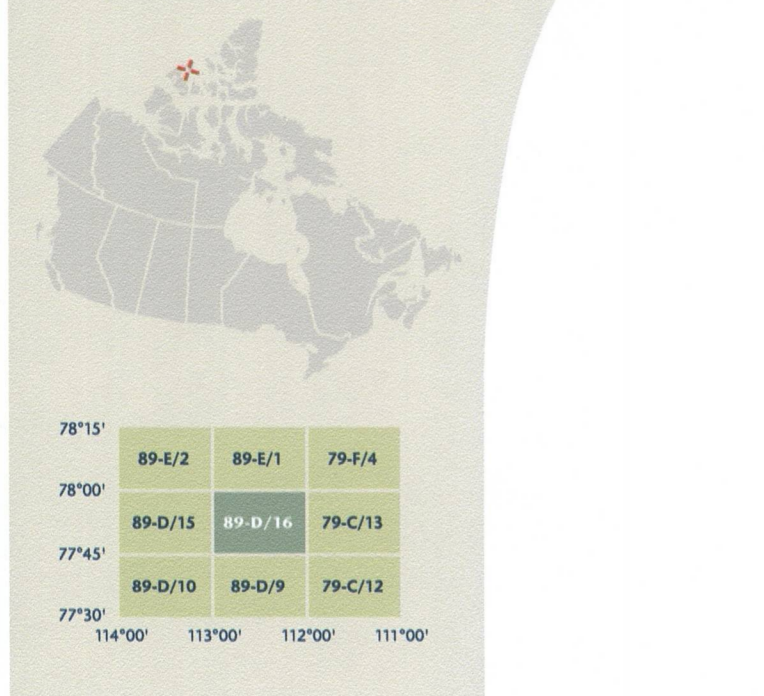 78°15'
89-E/2 89-E/1 79-F/4
78°00'
89-D/15 89-D/16 79-C/13
77°45'
89-D/10 89-D/9 79-C/12
77°30'
114°00' 113°00' 112°00' 111°00'